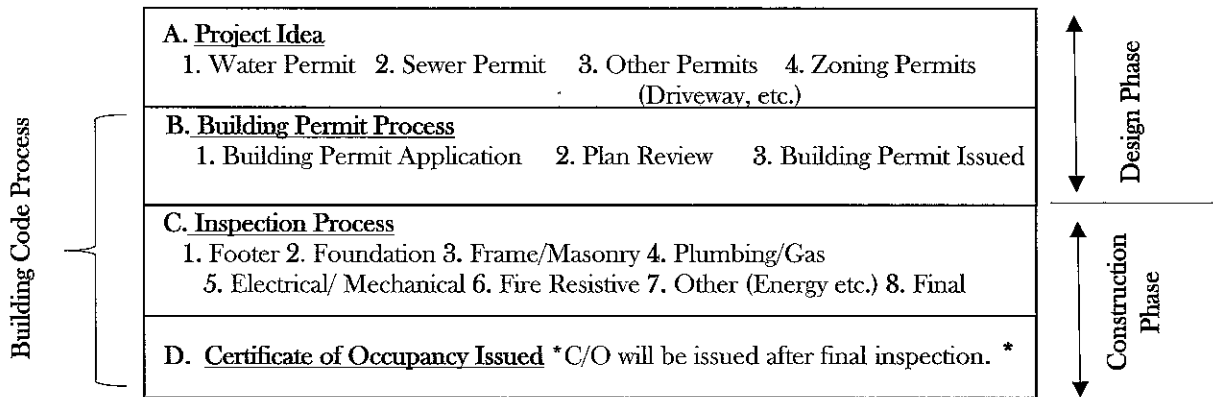 A. Project Idea
1. Water Permit 2. Sewer Permit 3. Other Permits 4. Zoning Permits
(Driveway, etc.)
B. Building Permit Process
1. Building Permit Application 2. Plan Review 3. Building Permit Issued
C. Inspection Process
1. Footer 2. Foundation 3. Frame/Masonry 4. Plumbing/Gas
5. Electrical/ Mechanical 6. Fire Resistive 7. Other (Energy etc.) 8. Final
D. Certificate of Occupancy Issued *C/O will be issued after final inspection. *
Building Code Process
Design Phase
Construction
Phase